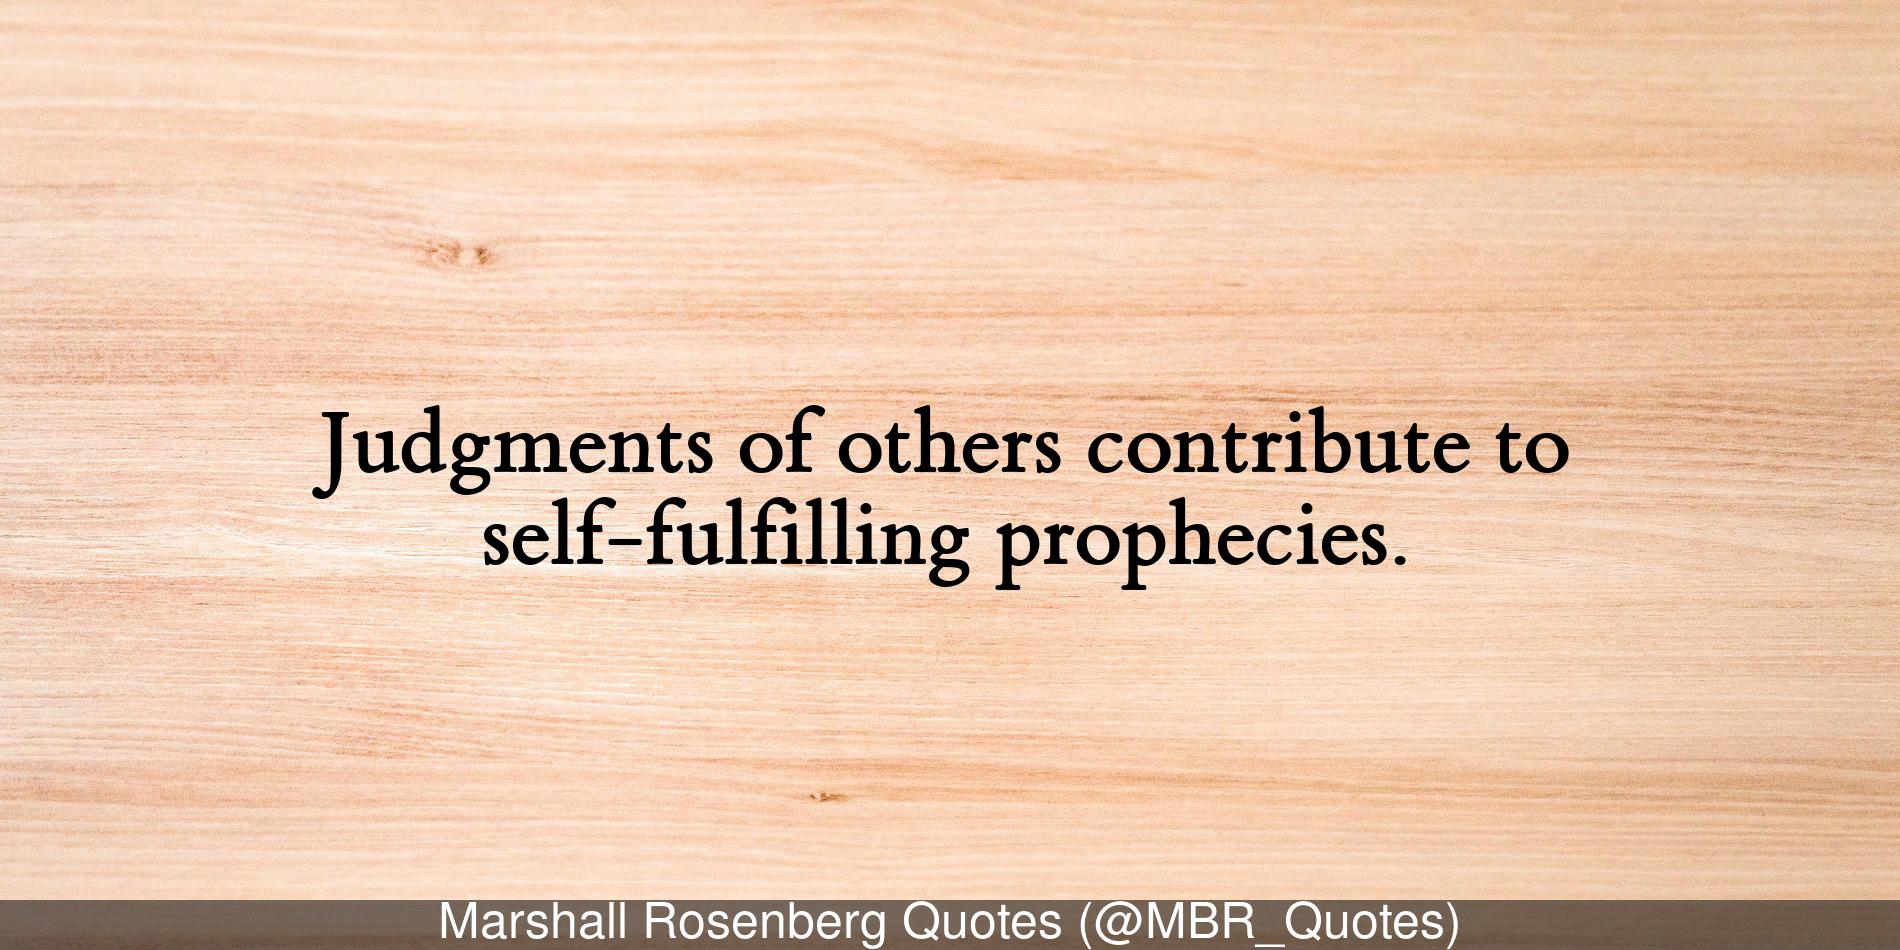 Judgments of others contribute to
self-fulfilling prophecies.
Marshall Rosenberg Quotes (@MBR_Quotes)